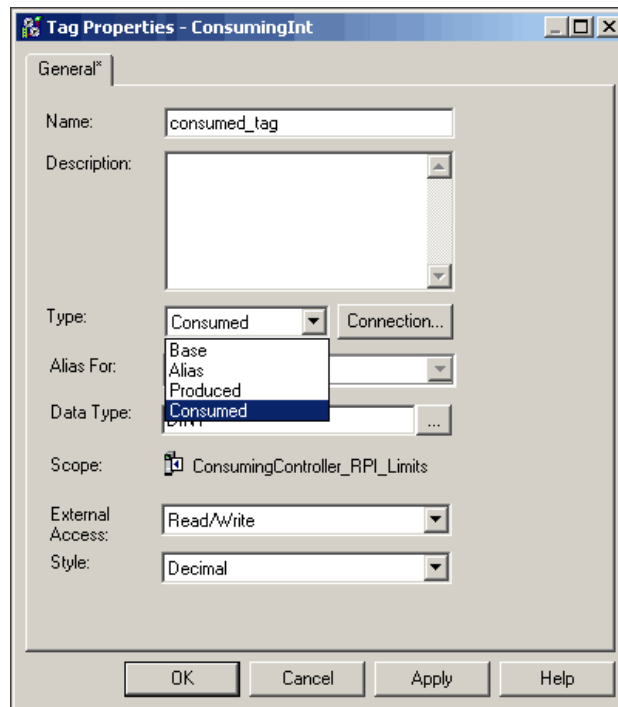 Tag Properties - ConsumingInt
General*
Name:
consumed_tag
Description:
Type:
Consumed
Connection...
Base
Alias
Produced
Consumed
Alias For:
Data Type:
...
Scope:
ConsumingController_RPI_Limits
External
Access:
Read/Write
Style:
Decimal
OK
Cancel
Apply
Help